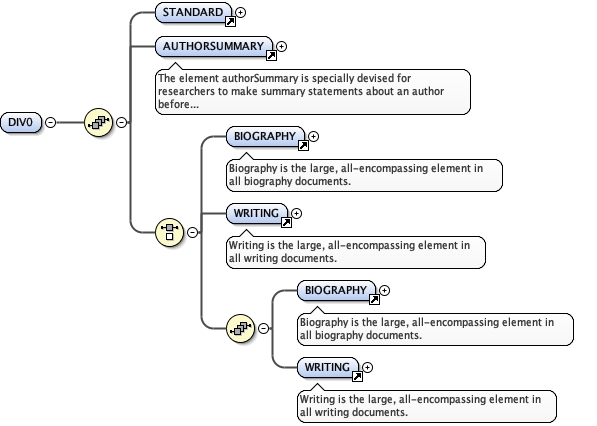 STANDARD
AUTHORSUMMARY
The element authorSummary is specially devised for
researchers to make summary statements about an author
before...
DIV0
BIOGRAPHY
Biography is the large, all-encompassing element in
all biography documents.
WRITING
Writing is the large, all-encompassing element in
all writing documents.
BIOGRAPHY
Biography is the large, all-encompassing element in
all biography documents.
WRITING
Writing is the large, all-encompassing element in
all writing documents.